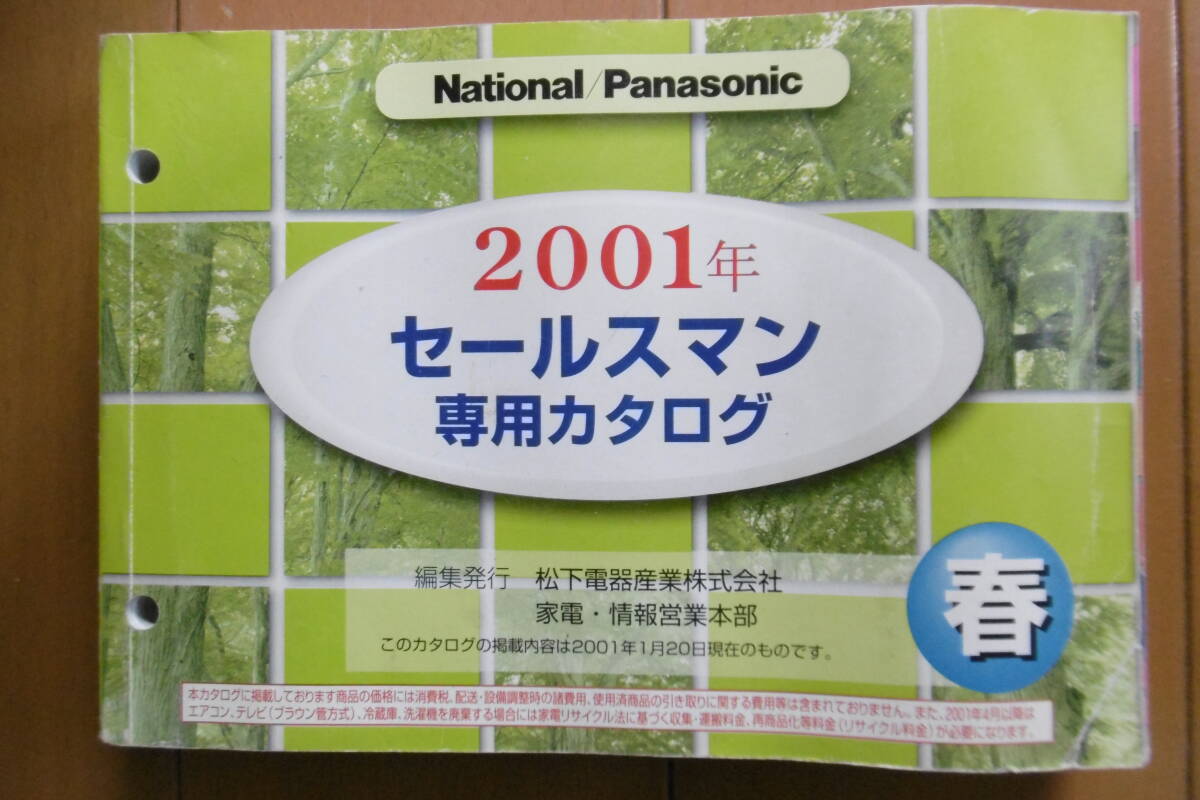 National/Panasonic
2001年
セールスマン
専用カタログ
編集発行 松下電器産業株式会社
家電・情報営業本部
このカタログの掲載内容は2001年1月20日現在のものです。
春
本カタログに掲載しております商品の価格には消費税、配送・設備調整時の諸費用、使用済商品の引き取りに関する費用等は含まれておりません。また、2001年4月以降は
エアコン、テレビ(ブラウン管方式)、冷蔵庫、洗濯機を廃棄する場合には家電リサイクル法に基づく収集・運搬料金、再商品化等料金(リサイクル料金)が必要になります。